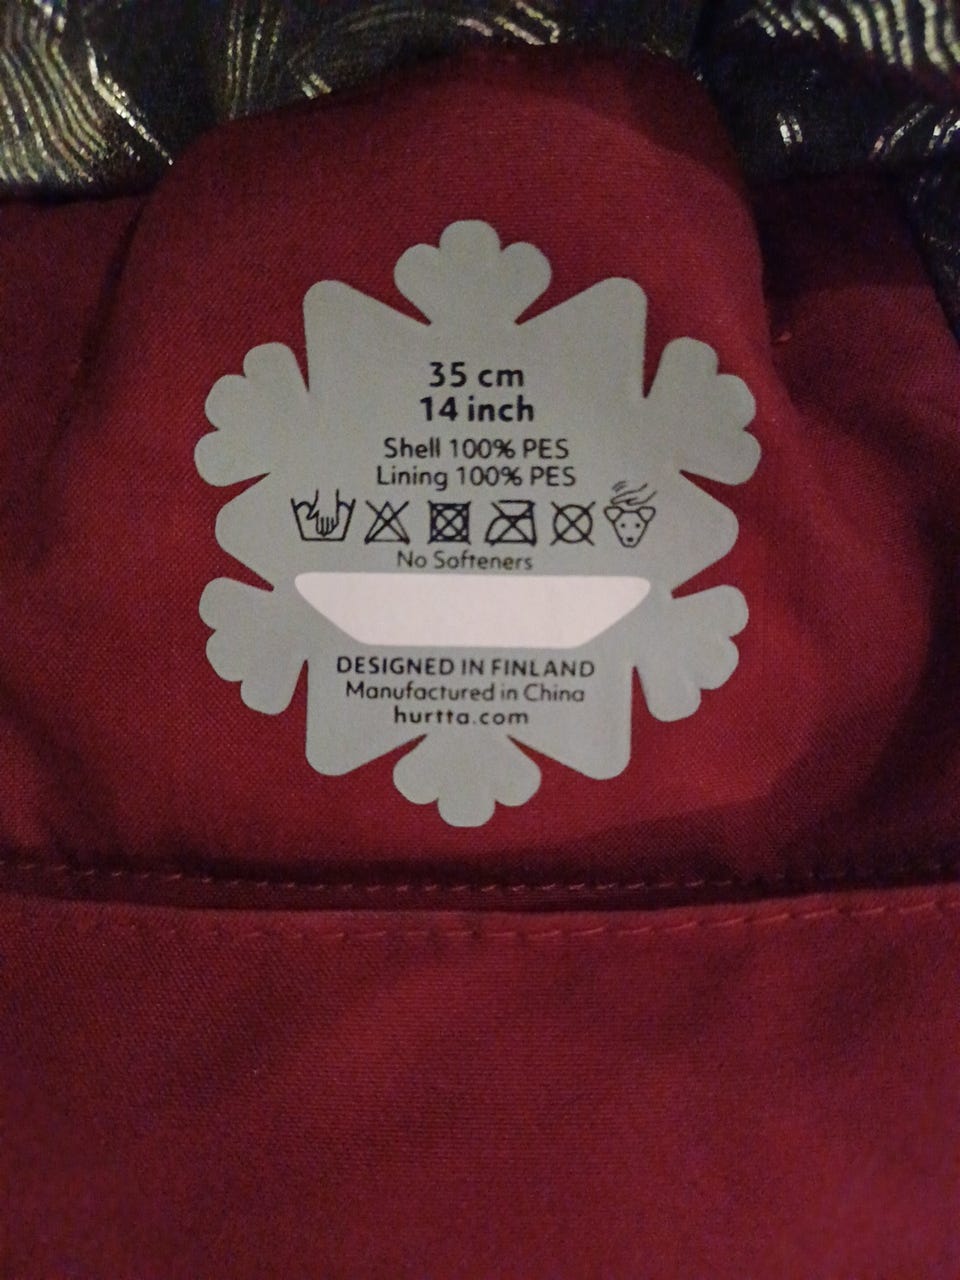 35 cm
14 inch
Shell 100% PES
Lining 100% PES
No Softeners
DESIGNED IN FINLAND
Manufactured in China
hurtta.com